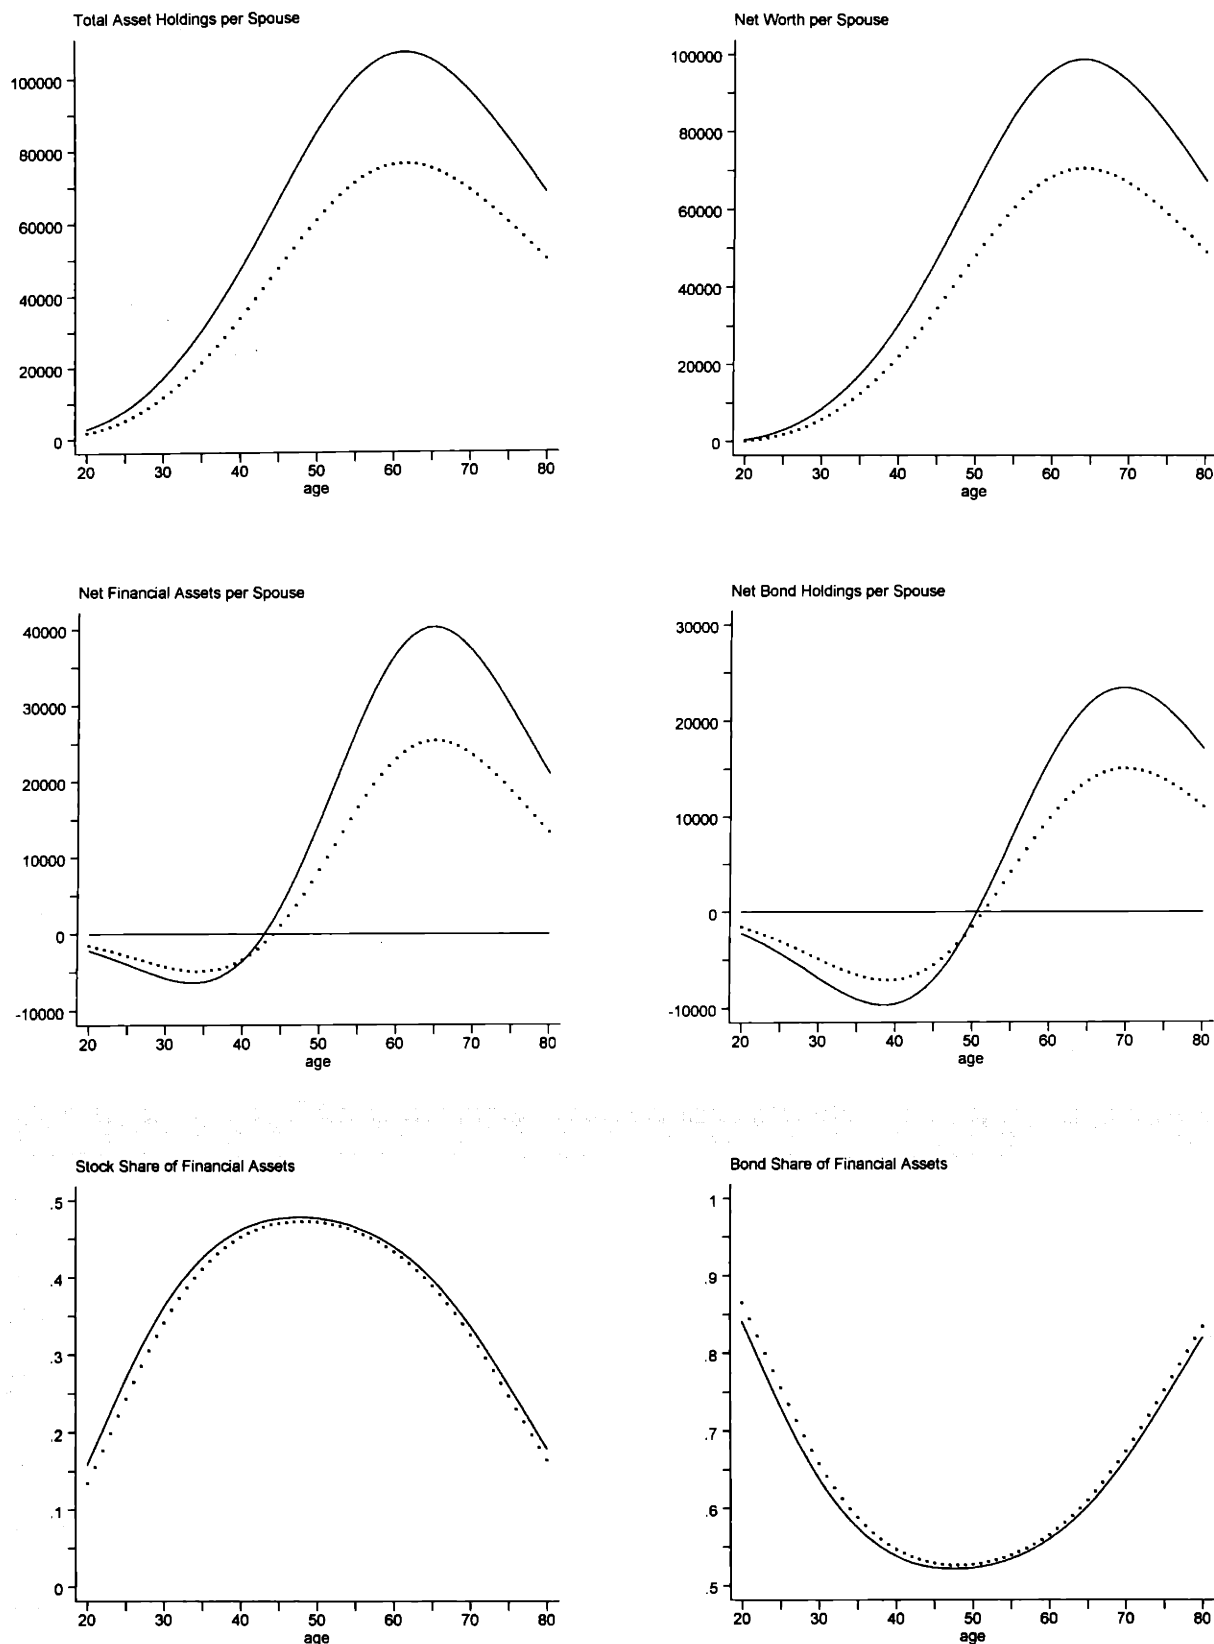 Total Asset Holdings per Spouse
100000
80000
60000
40000
20000
0
20 30 40 50 60 70 80
age
Net Worth per Spouse
100000
80000
60000
40000
20000
0
20 30 40 50 60 70 80
age
Net Financial Assets per Spouse
40000
30000
20000
10000
0
-10000
20 30 40 50 60 70 80
age
Net Bond Holdings per Spouse
30000
20000
10000
0
-10000
20 30 40 50 60 70 80
age
Stock Share of Financial Assets
.5
.4
.3
.2
.1
0
20 30 40 50 60 70 80
age
Bond Share of Financial Assets
1
.9
.8
.7
.6
.5
20 30 40 50 60 70 80
age